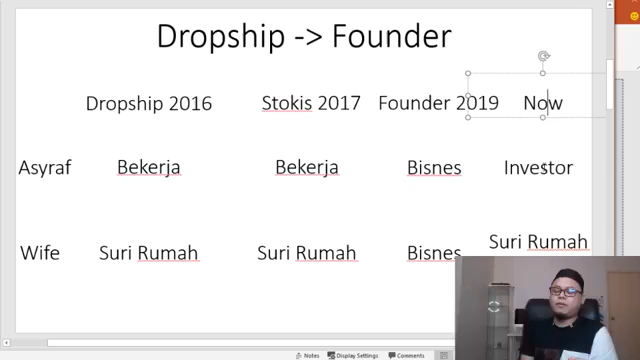 Dropship -> Founder
Dropship 2016 Stokis 2017 Founder 2019 Now
Asyraf Bekerja Bekerja Bisnes Investor
Wife Suri Rumah Suri Rumah Bisnes Suri Rumah
Notes Display Settings Comments